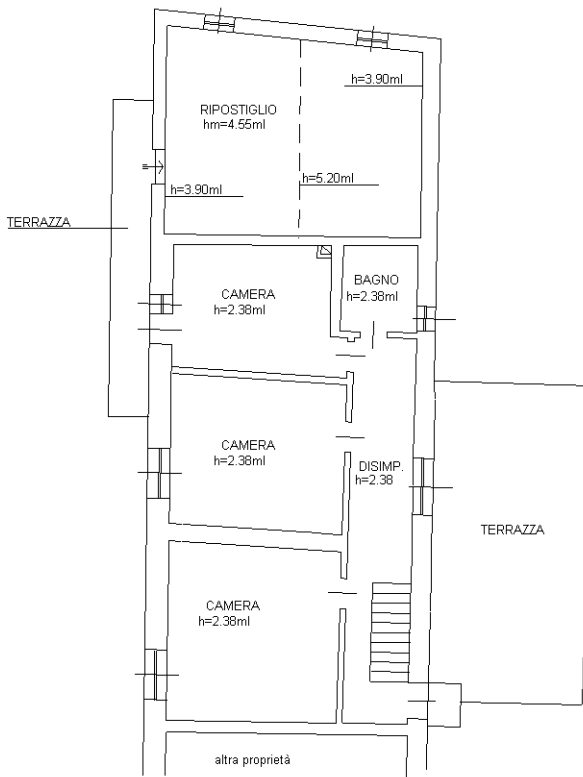 h=3.90ml
RIPOSTIGLIO
hm=4.55ml
h=5.20ml
h=3.90ml
TERRAZZA
CAMERA
h=2.38ml
BAGNO
h=2.38ml
CAMERA
h=2.38ml
DISIMP.
h=2.38
TERRAZZA
CAMERA
h=2.38ml
altra proprietà